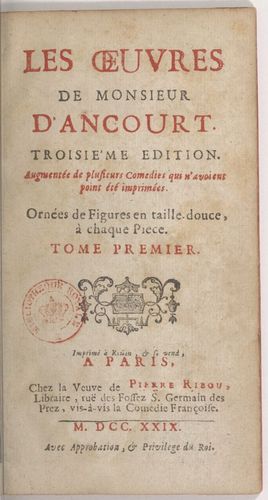 LES ŒUVRES
DE MONSIEUR
D'ANCOURT.
TROISIE'ME EDITION.
Augmentée de plusieurs Comedies qui n'avoient
point été imprimées.
Ornées de Figures en taille-douce,
à chaque Piece.
TOME PREMIER.
Imprimé à Roüen, & se vend,
A PARIS,
Chez la Veuve de PIERRE RIBOU,
Libraire, ruë des Fossez S. Germain des
Prez, vis-à-vis la Comedie Françoise.
M. DCC. XXIX.
Avec Approbation, & Privilege du Roi.